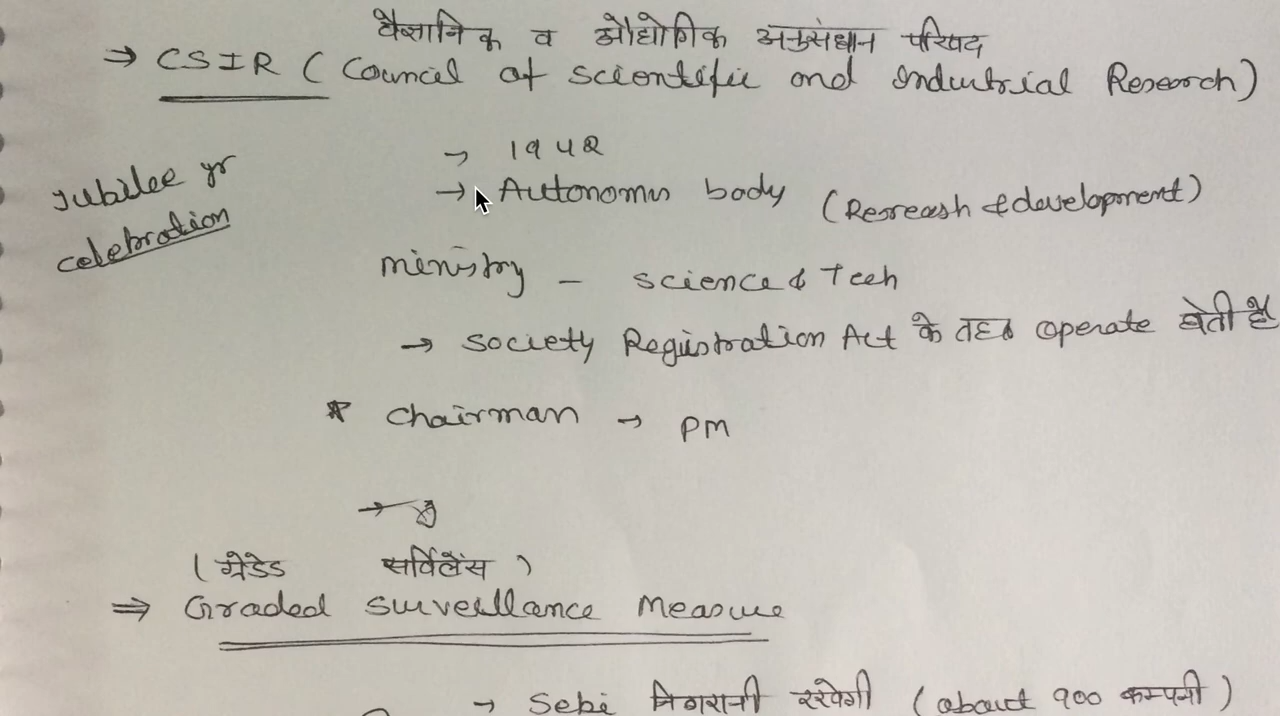 वैज्ञानिक व औद्योगिक अनुसंधान परिषद
→ CSIR ( Council of scientific and Industrial Research )
Jubilee yr
celebration
→ 1942
→ Autonomus body ( Resreash & development )
ministry - science & Tech
→ society Registration Act के तहत operate होती है
* chairman → PM
→
( ग्रेडेड सर्विलेंस )
⇒ Graded surveillance measure
→ Sebi निगरानी रखेगी ( about 900 कम्पनी )